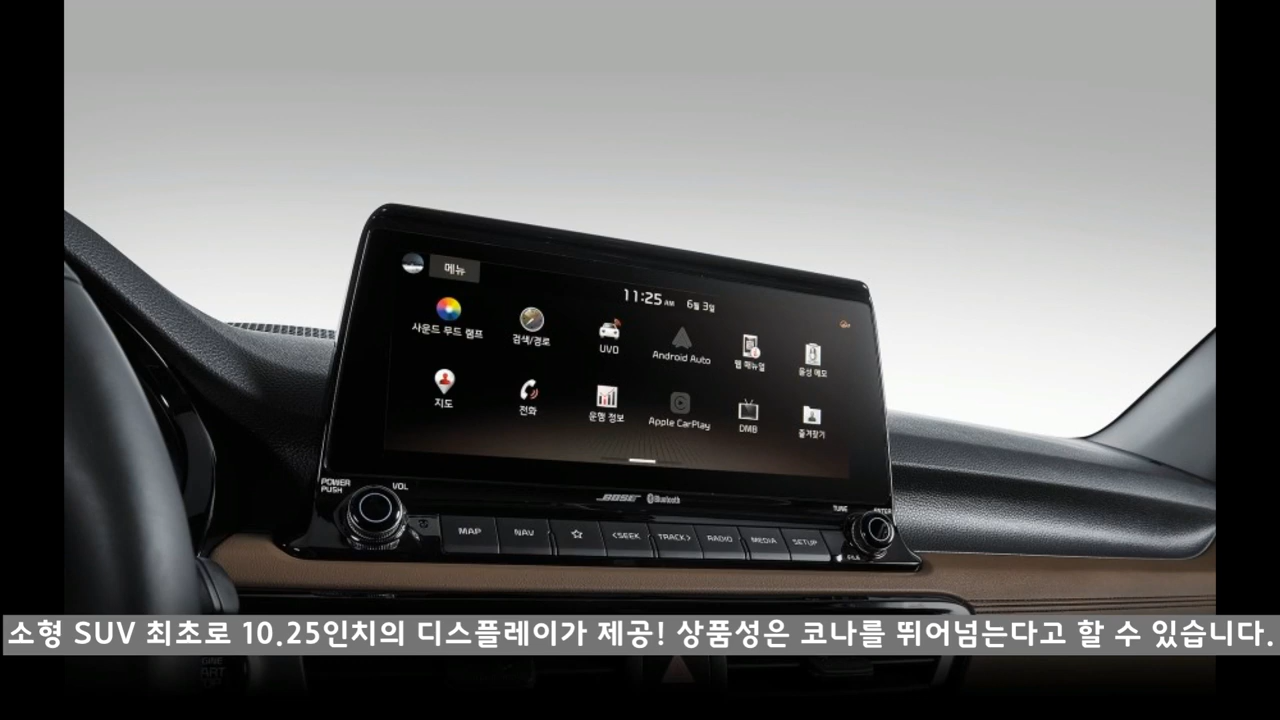 메뉴
11:25 AM 6월 3일
사운드 무드 램프
검색/경로
UVO
Android Auto
웹 매뉴얼
음성 메모
지도
전화
운행 정보
Apple CarPlay
DMB
즐겨찾기
POWER
PUSH
VOL
BOSE Bluetooth
TUNE
ENTER
MAP NAV ☆ <SEEK TRACK> RADIO MEDIA SETUP
FILE
소형 SUV 최초로 10.25인치의 디스플레이가 제공! 상품성은 코나를 뛰어넘는다고 할 수 있습니다.